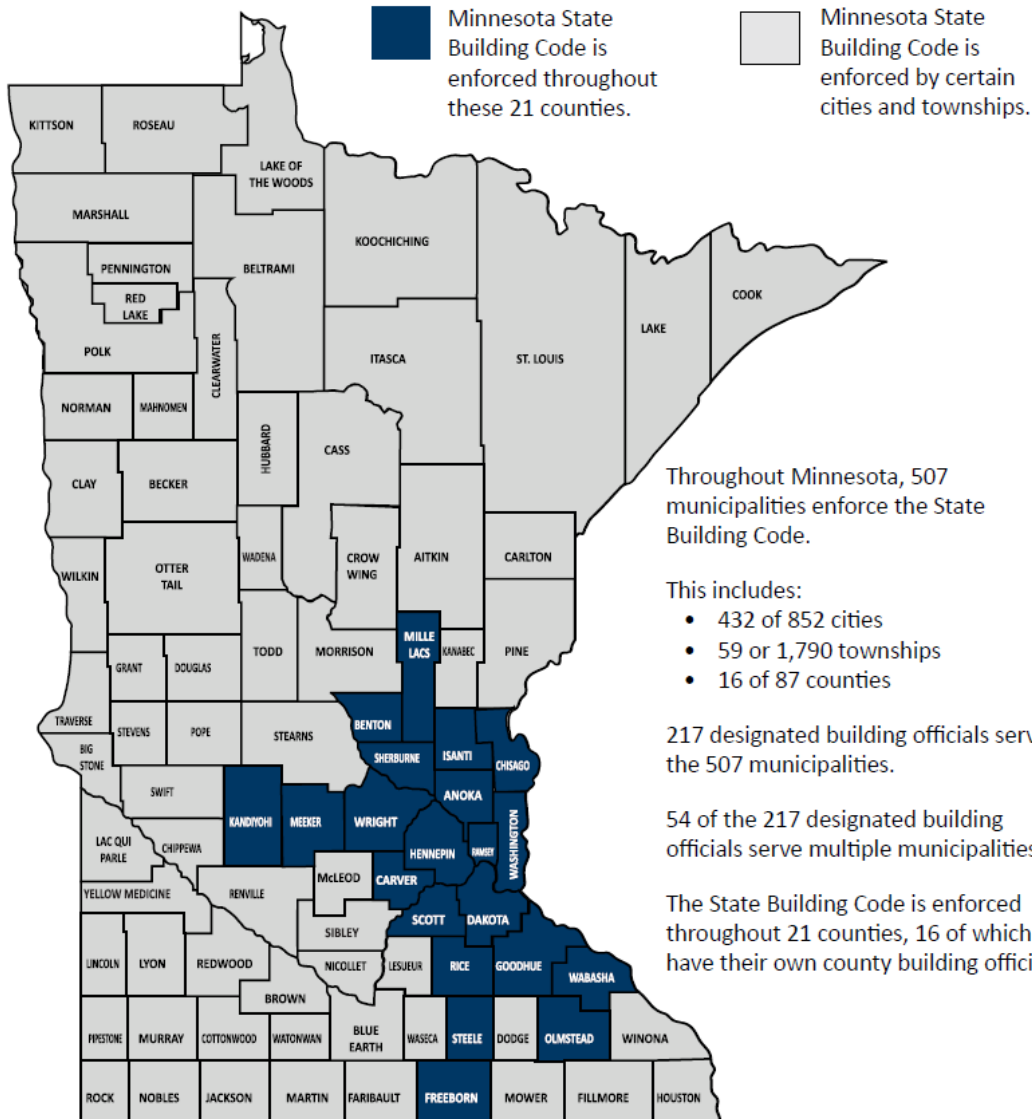 Minnesota State
Building Code is
enforced throughout
these 21 counties.
Minnesota State
Building Code is
enforced by certain
cities and townships.
KITTSON
ROSEAU
LAKE OF
THE WOODS
MARSHALL
KOOCHICHING
PENNINGTON
BELTRAMI
RED
LAKE
COOK
LAKE
POLK
CLEARWATER
ITASCA
ST. LOUIS
NORMAN
MAHNOMEN
HUBBARD
CASS
CLAY
BECKER
Throughout Minnesota, 507
municipalities enforce the State
Building Code.
This includes:
• 432 of 852 cities
• 59 or 1,790 townships
• 16 of 87 counties
217 designated building officials serv
the 507 municipalities.
54 of the 217 designated building
officials serve multiple municipalities
The State Building Code is enforced
throughout 21 counties, 16 of which
have their own county building offici
WADENA
CROW
WING
AITKIN
CARLTON
OTTER
TAIL
WILKIN
MILLE
LACS
TODD
MORRISON
KANABEC
PINE
GRANT
DOUGLAS
TRAVERSE
STEVENS
POPE
STEARNS
BENTON
BIG
STONE
SHERBURNE
ISANTI
CHISAGO
SWIFT
ANOKA
KANDIYOHI
MEEKER
WRIGHT
WASHINGTON
LAC QUI
PARLE
CHIPPEWA
HENNEPIN
RAMSEY
McLEOD
CARVER
YELLOW MEDICINE
RENVILLE
SCOTT
DAKOTA
SIBLEY
LINCOLN
LYON
REDWOOD
NICOLLET
LESUEUR
RICE
GOODHUE
WABASHA
BROWN
PIPESTONE
MURRAY
COTTONWOOD
WATONWAN
BLUE
EARTH
WASECA
STEELE
DODGE
OLMSTEAD
WINONA
ROCK
NOBLES
JACKSON
MARTIN
FARIBAULT
FREEBORN
MOWER
FILLMORE
HOUSTON